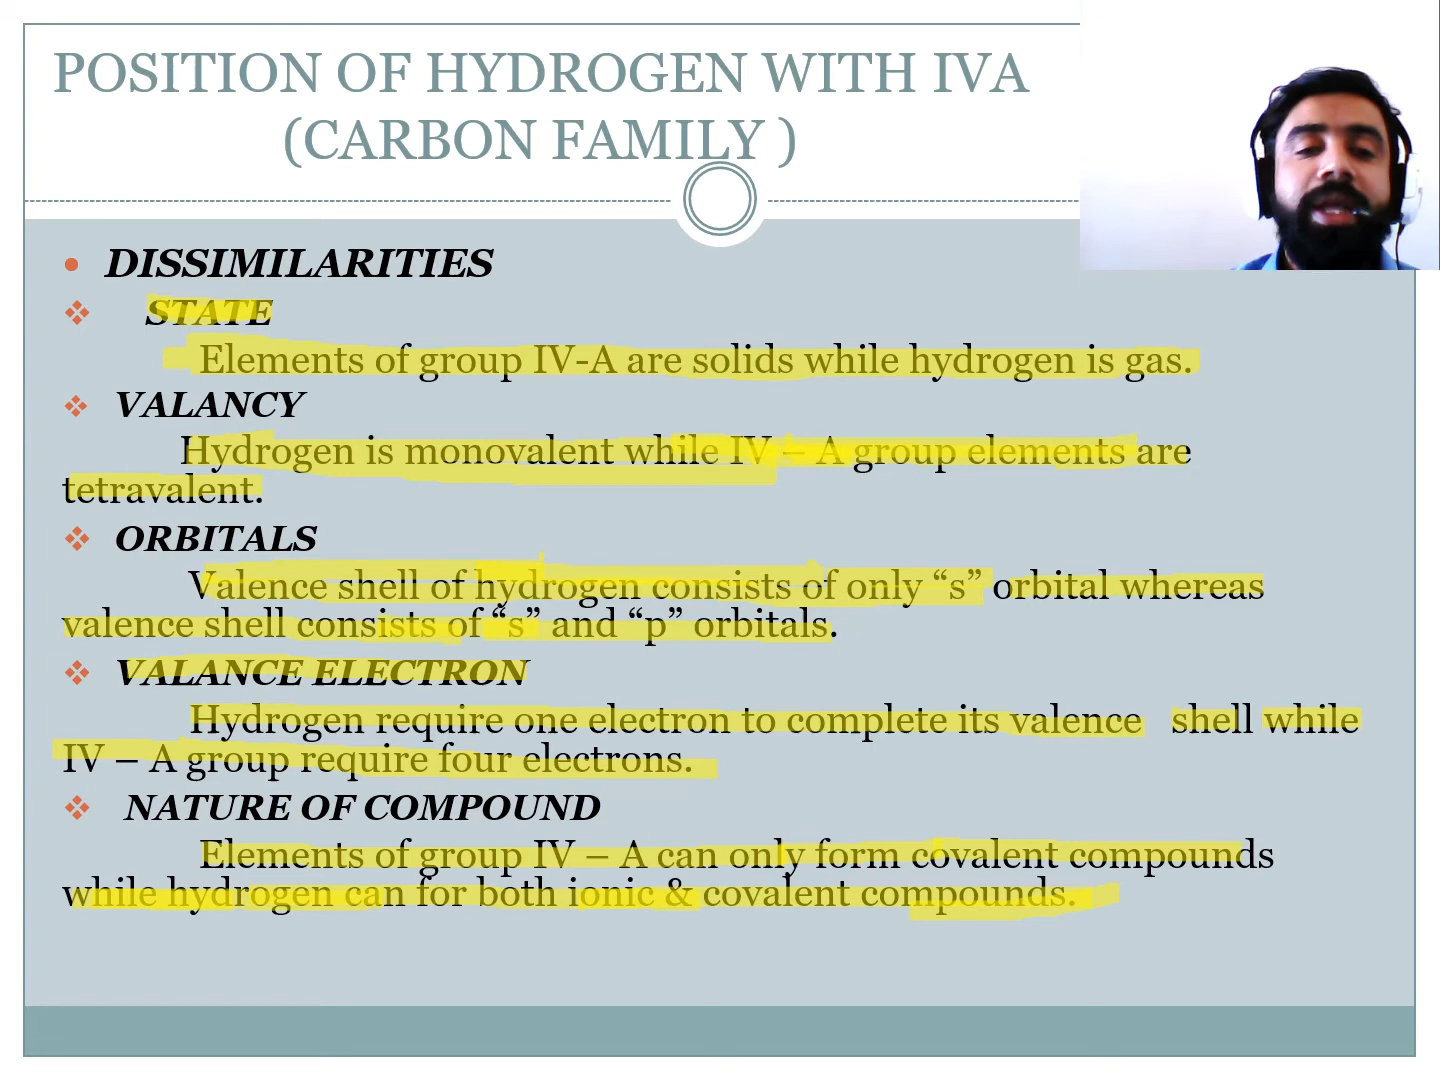 POSITION OF HYDROGEN WITH IVA
(CARBON FAMILY )
DISSIMILARITIES
STATE
Elements of group IV-A are solids while hydrogen is gas.
VALANCY
Hydrogen is monovalent while IV – A group elements are
tetravalent.
ORBITALS
Valence shell of hydrogen consists of only “s” orbital whereas
valence shell consists of “s” and “p” orbitals.
VALANCE ELECTRON
Hydrogen require one electron to complete its valence shell while
IV – A group require four electrons.
NATURE OF COMPOUND
Elements of group IV – A can only form covalent compounds
while hydrogen can for both ionic & covalent compounds.